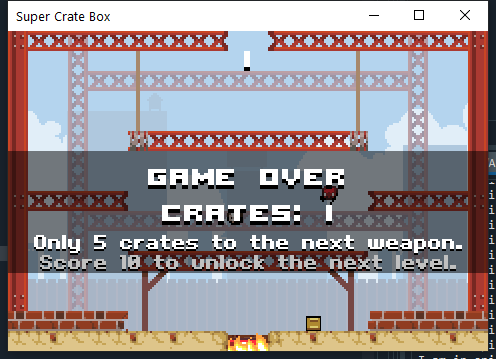 Super Crate Box
1
GAME OVER
CRATES: 1
Only 5 crates to the next weapon.
Score 10 to unlock the next level.